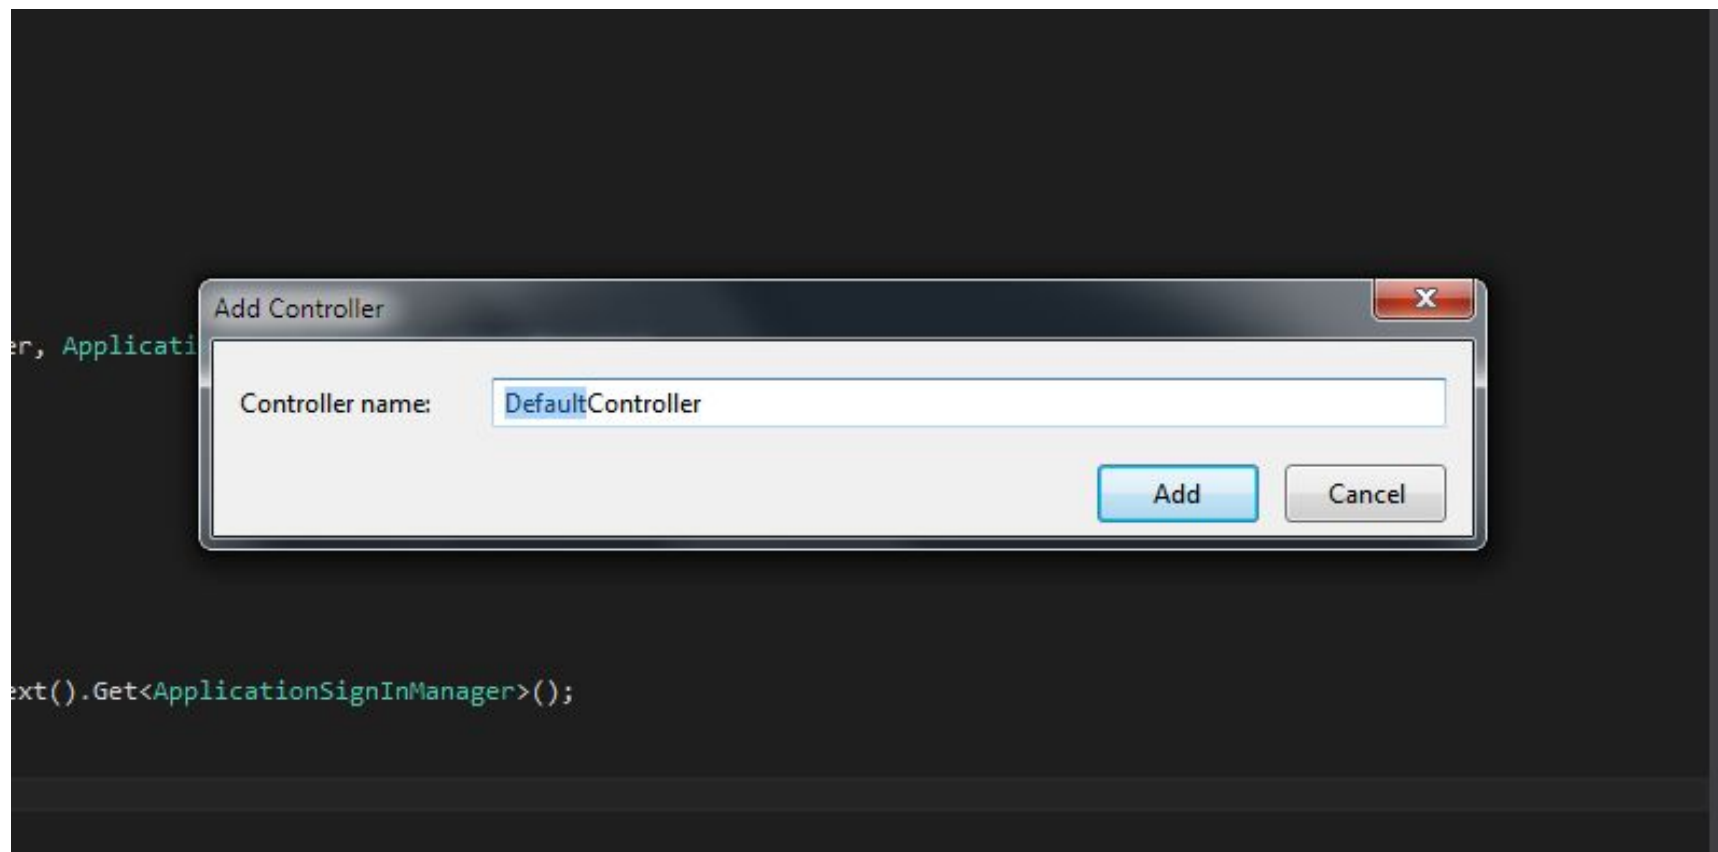 Add Controller
er, Applicati
Controller name: DefaultController
Add Cancel
ext().Get<ApplicationSignInManager>();